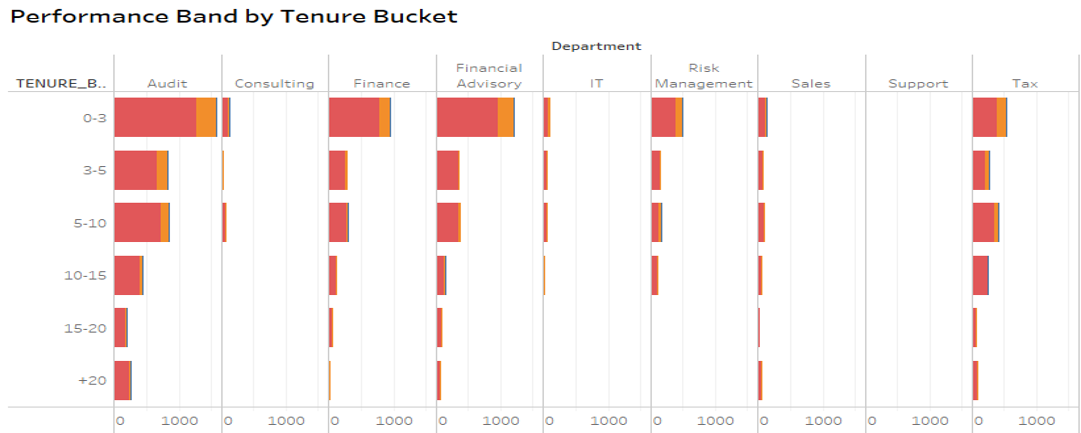 Performance Band by Tenure Bucket
Department
TENURE_B.. Audit Consulting Finance Financial Advisory IT Risk Management Sales Support Tax
0-3
3-5
5-10
10-15
15-20
+20
0 1000 0 1000 0 1000 0 1000 0 1000 0 1000 0 1000 0 1000 0 1000